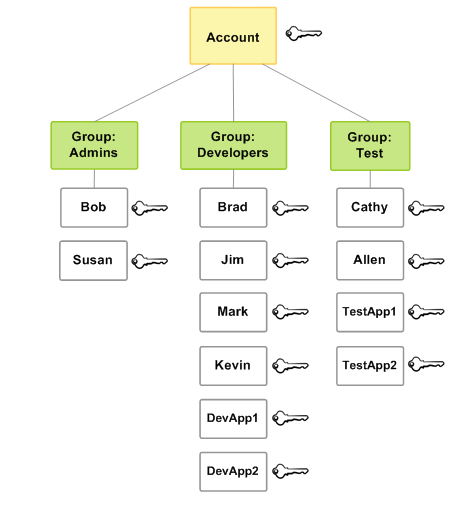 Account
Group:
Admins
Group:
Developers
Group:
Test
Bob
Brad
Cathy
Susan
Jim
Allen
Mark
TestApp1
Kevin
TestApp2
DevApp1
DevApp2